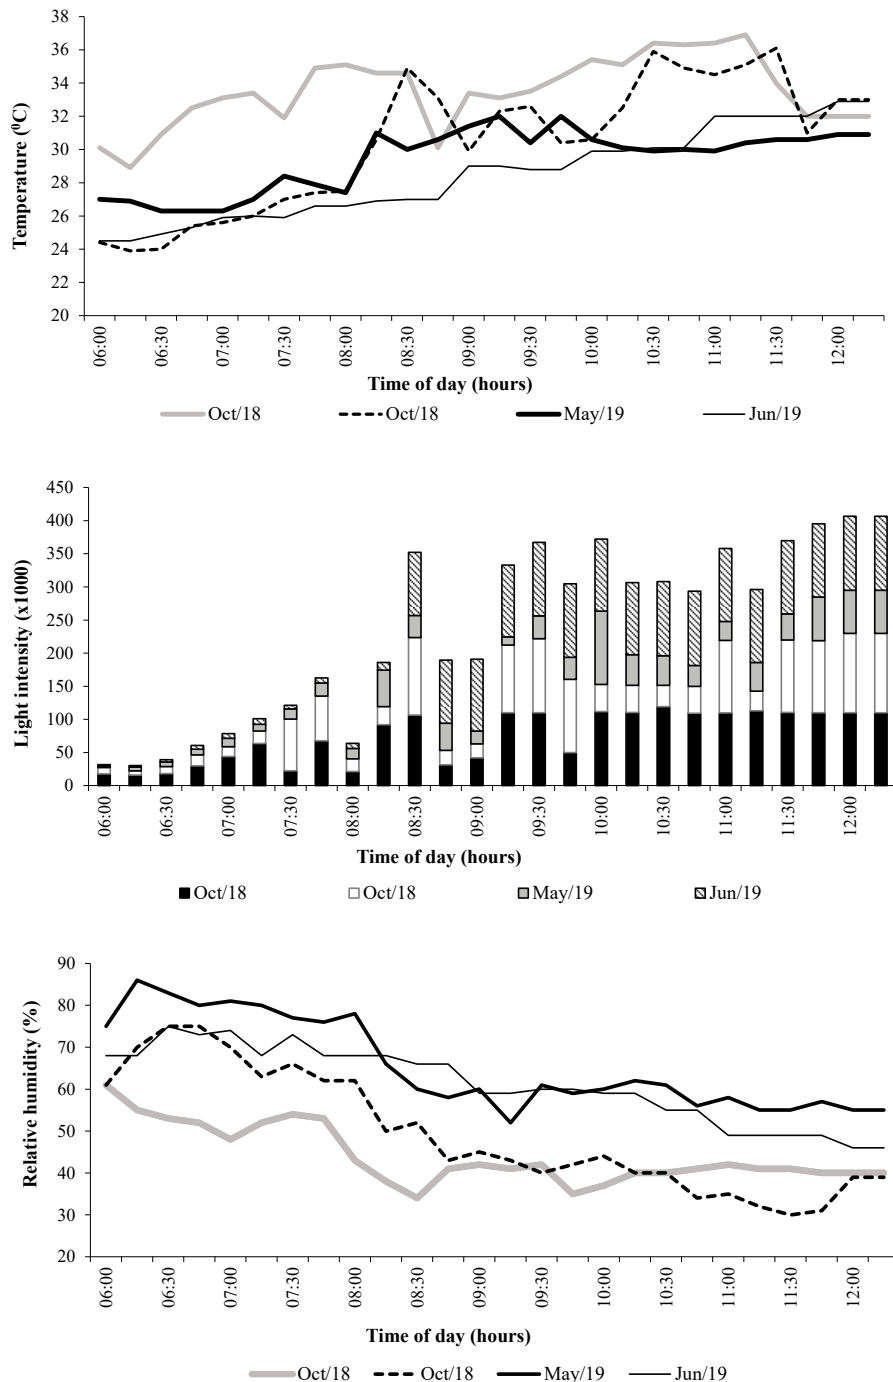 38
36
34
32
30
28
26
24
22
20
Temperature (⁰C)
06:00 06:30 07:00 07:30 08:00 08:30 09:00 09:30 10:00 10:30 11:00 11:30 12:00
Time of day (hours)
Oct/18 Oct/18 May/19 Jun/19
450
400
350
300
250
200
150
100
50
0
Light intensity (x1000)
06:00 06:30 07:00 07:30 08:00 08:30 09:00 09:30 10:00 10:30 11:00 11:30 12:00
Time of day (hours)
Oct/18 Oct/18 May/19 Jun/19
90
80
70
60
50
40
30
20
Relative humidity (%)
06:00 06:30 07:00 07:30 08:00 08:30 09:00 09:30 10:00 10:30 11:00 11:30 12:00
Time of day (hours)
Oct/18 Oct/18 May/19 Jun/19